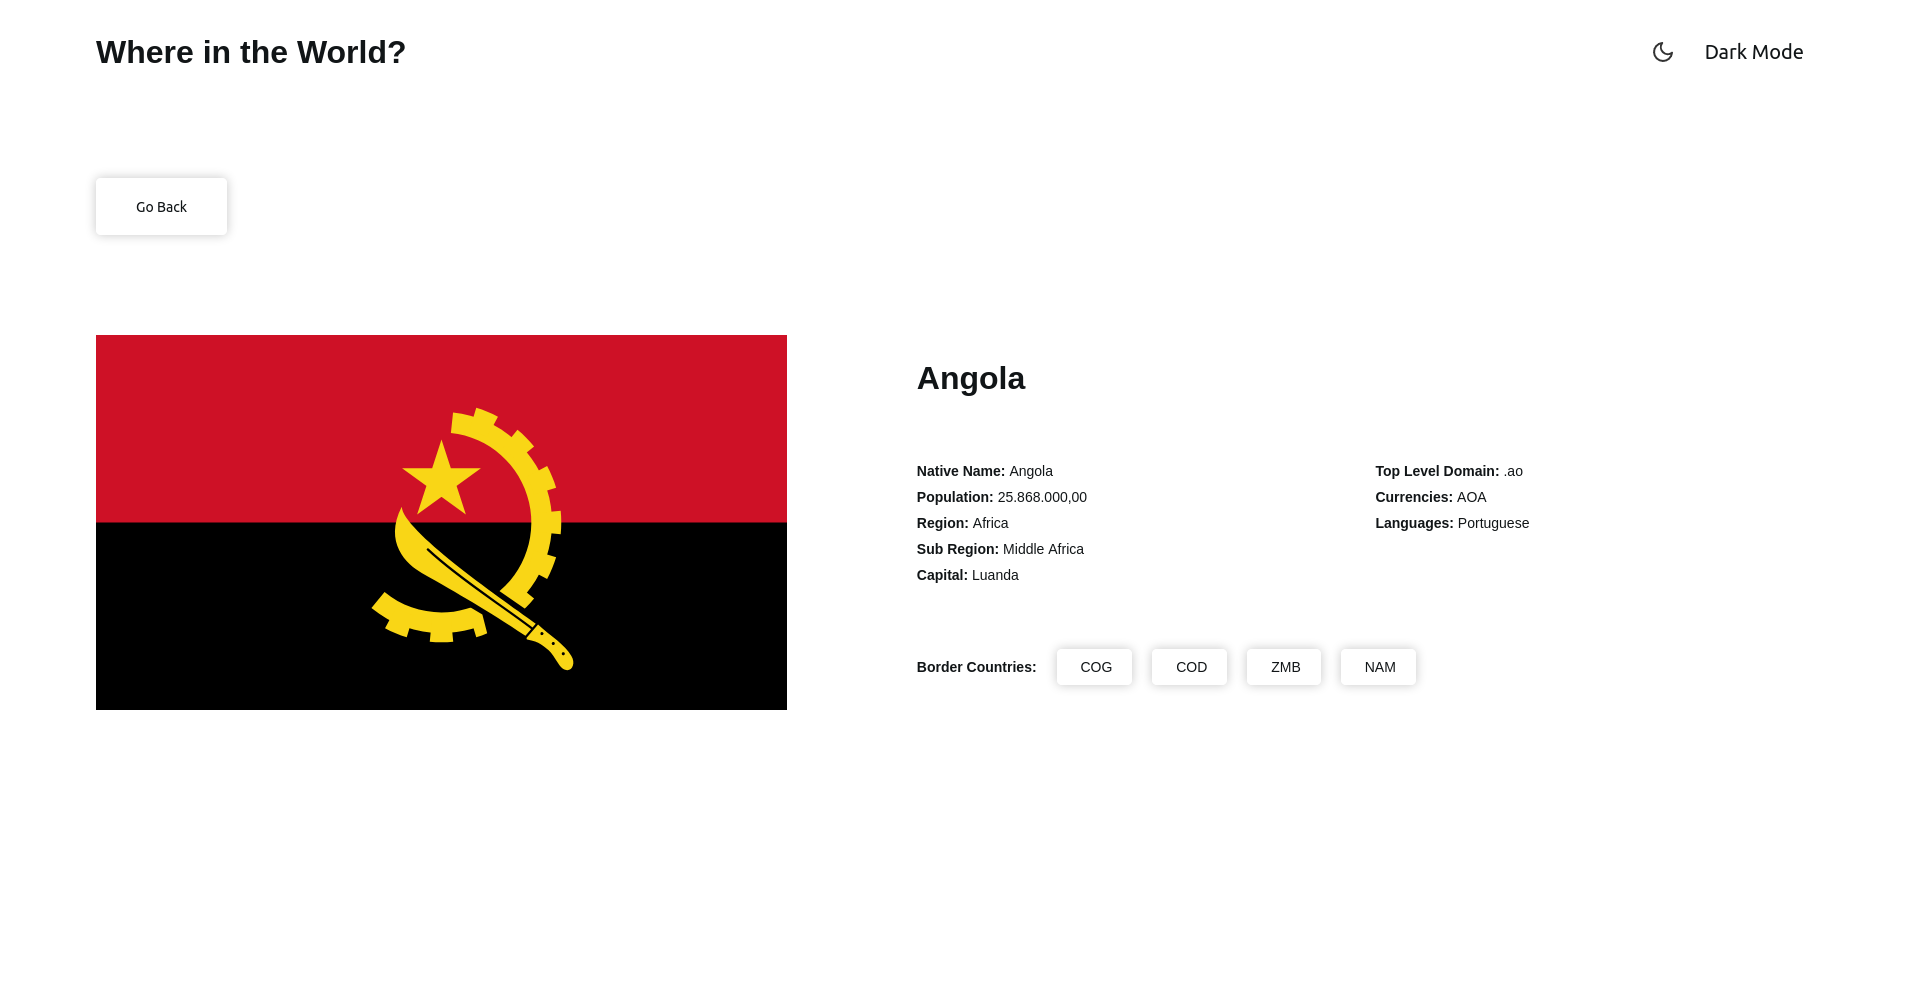 Where in the World?
Dark Mode
Go Back
Angola
Native Name: Angola
Population: 25.868.000,00
Region: Africa
Sub Region: Middle Africa
Capital: Luanda
Top Level Domain: .ao
Currencies: AOA
Languages: Portuguese
Border Countries: COG COD ZMB NAM